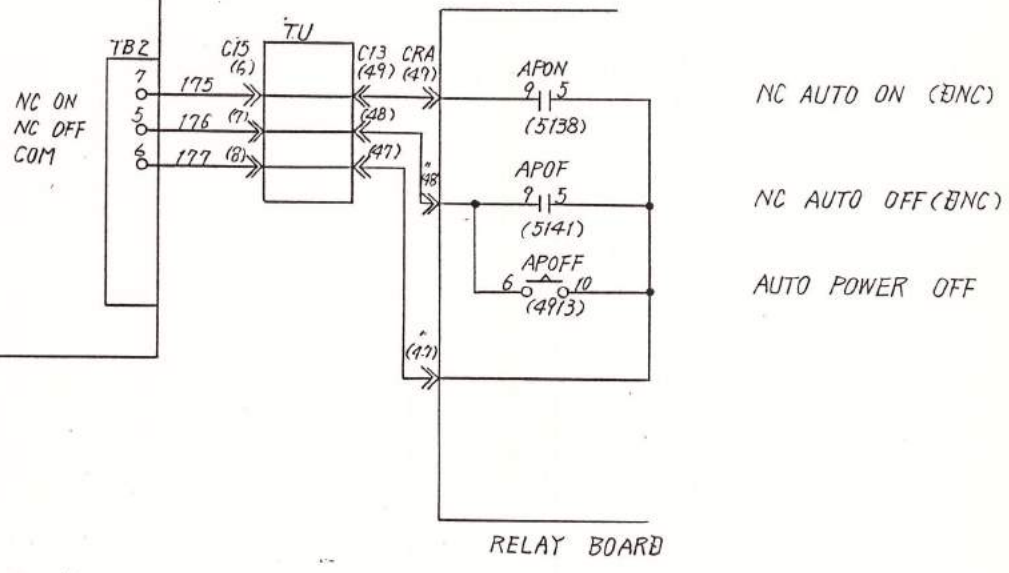 TB2
C15
(6)
TU
C13
(49)
CRA
(49)
NC ON
NC OFF
COM
7
5
6
175
176
177
(7)
(8)
(48)
(47)
"
(48
"
(47)
APON
9 5
(5138)
NC AUTO ON (DNC)
APOF
9 5
(5141)
NC AUTO OFF (DNC)
APOFF
6 10
(4913)
AUTO POWER OFF
RELAY BOARD